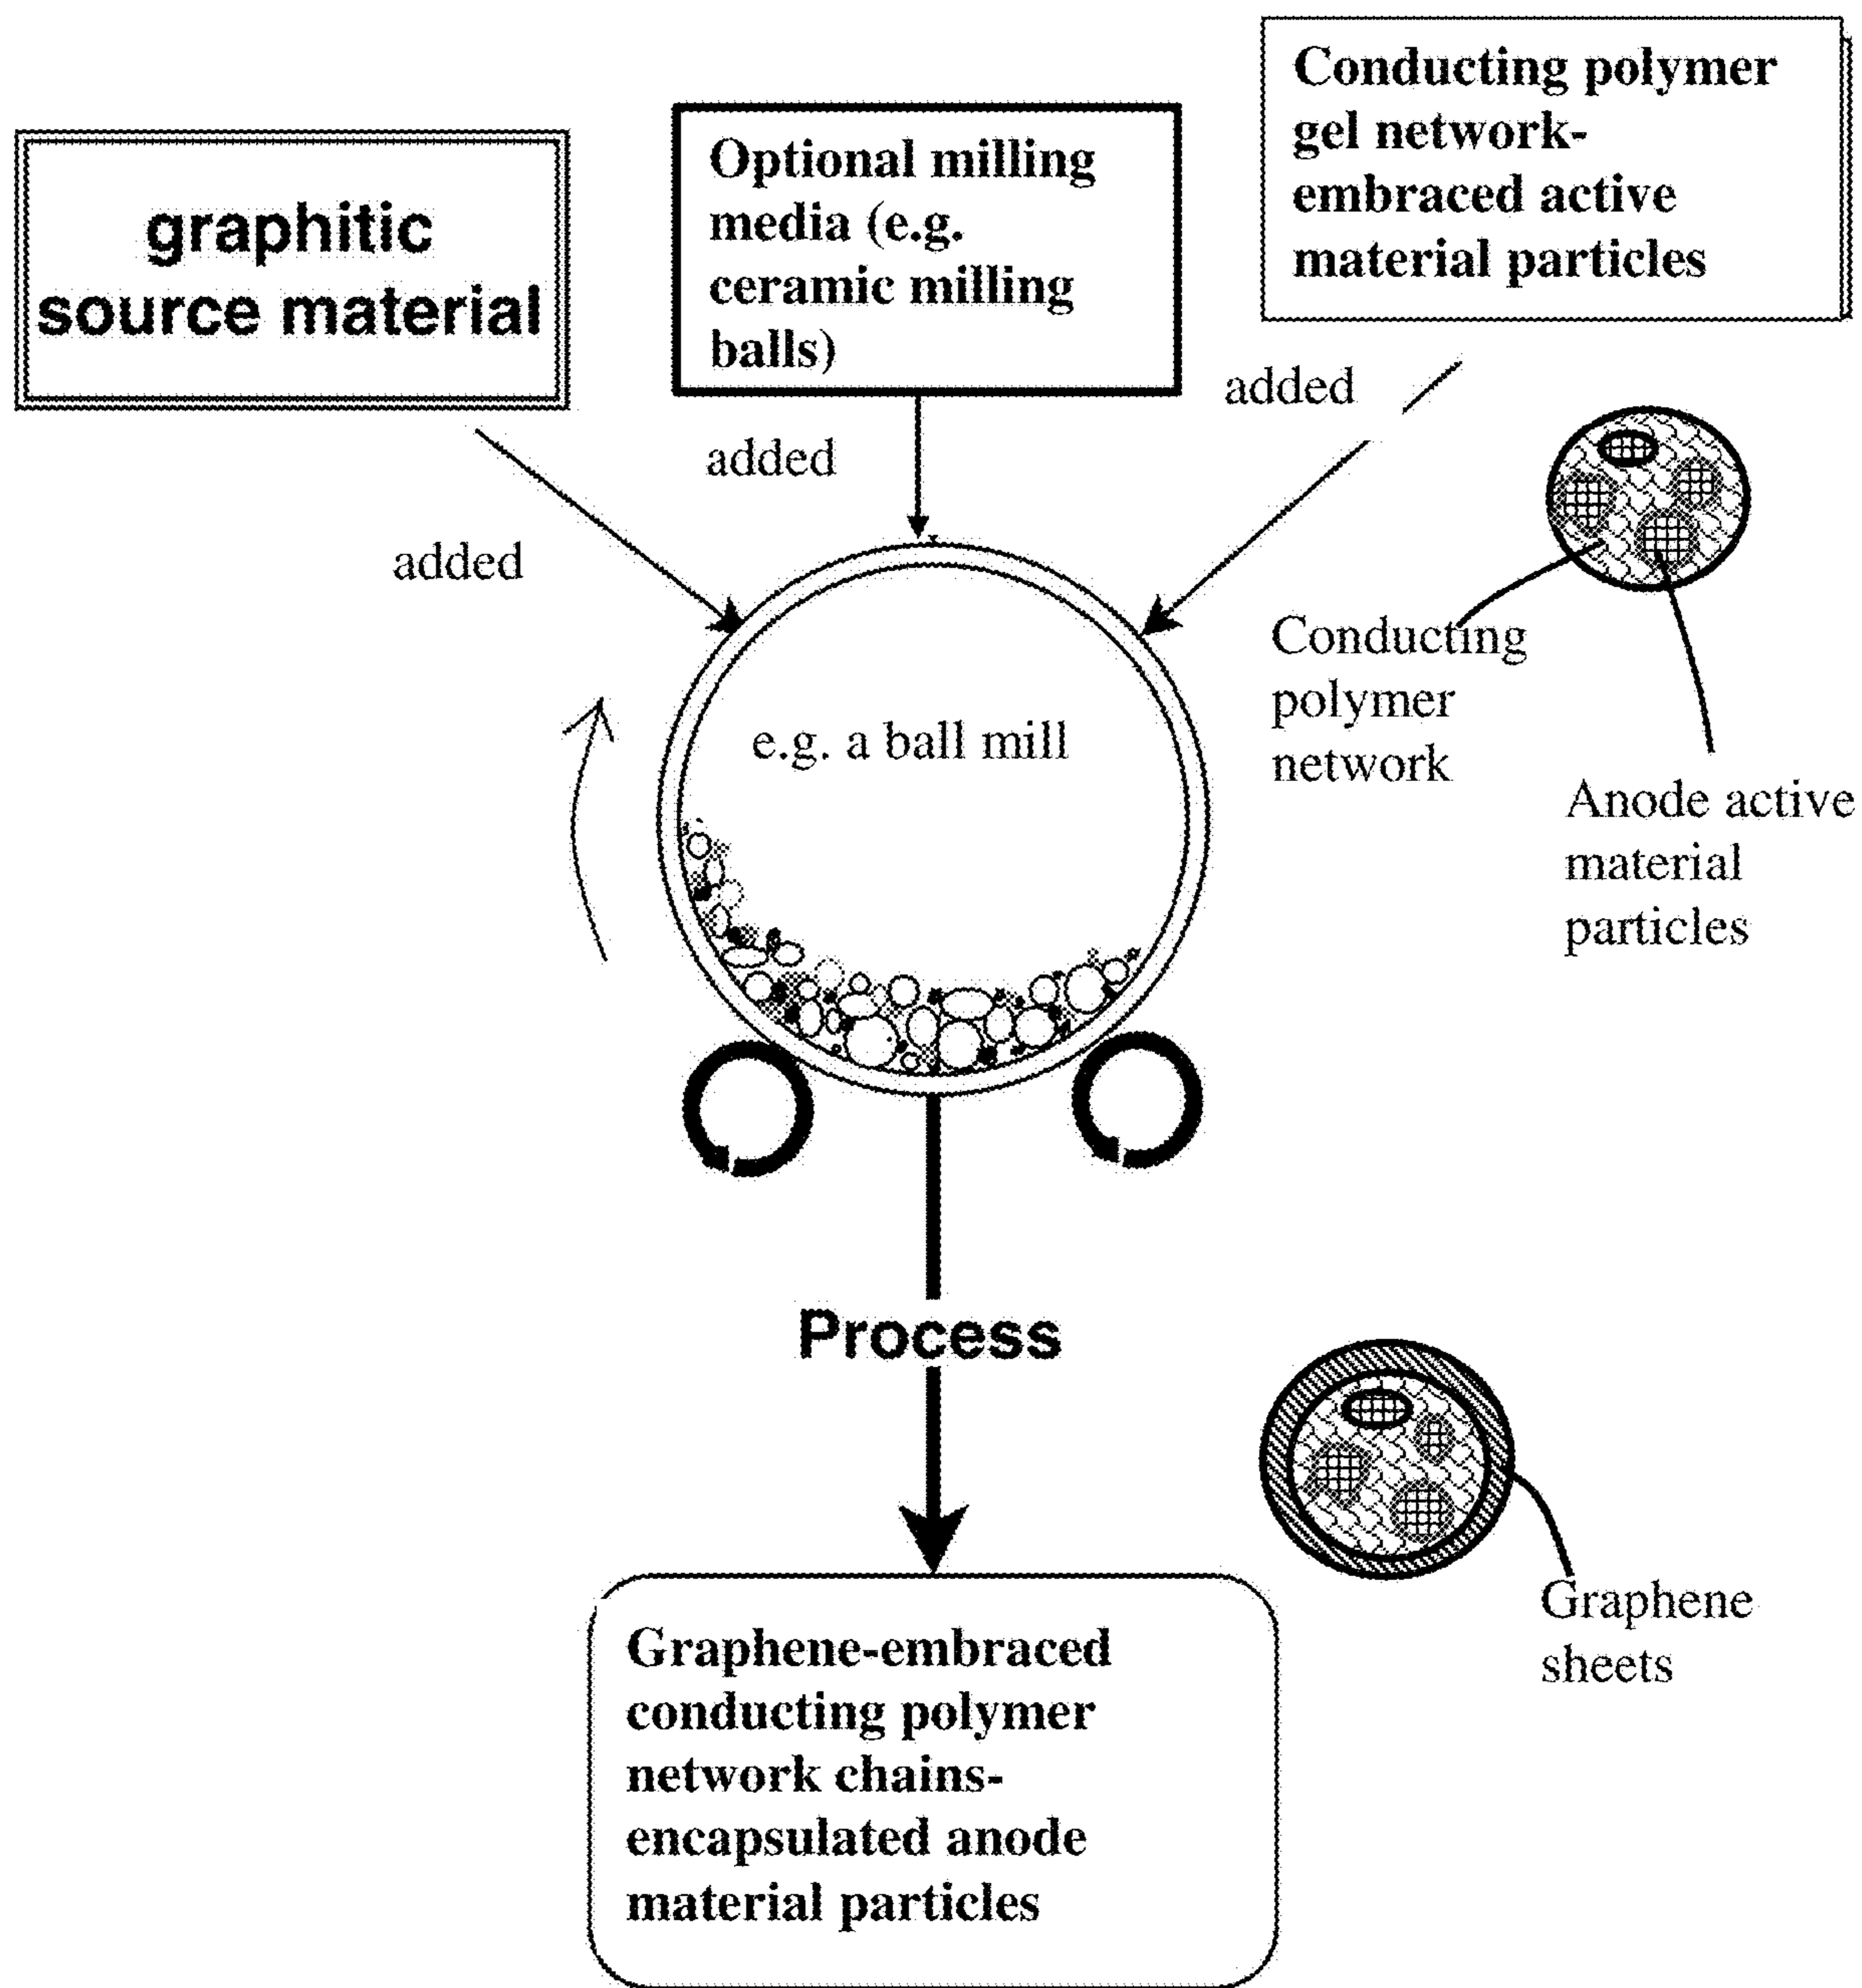 graphitic
source material
Optional milling
media (e.g.
ceramic milling
balls)
Conducting polymer
gel network-
embraced active
material particles
added
added
added
e.g. a ball mill
Conducting
polymer
network
Anode active
material
particles
Process
Graphene
sheets
Graphene-embraced
conducting polymer
network chains-
encapsulated anode
material particles